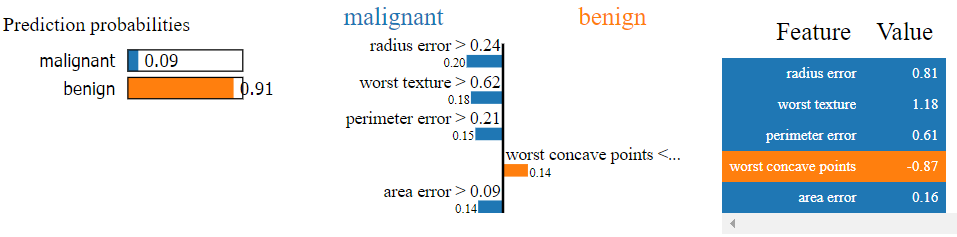 Prediction probabilities
malignant 0.09
benign 0.91
malignant benign
radius error > 0.24
0.20
worst texture > 0.62
0.18
perimeter error > 0.21
0.15
worst concave points <...
0.14
area error > 0.09
0.14
Feature Value
radius error 0.81
worst texture 1.18
perimeter error 0.61
worst concave points -0.87
area error 0.16